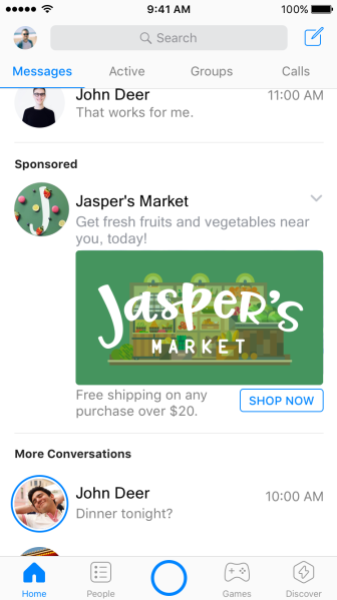 9:41 AM 100%
Search
Messages Active Groups Calls
John Deer 11:00 AM
That works for me.
Sponsored
J
Jasper's Market
Get fresh fruits and vegetables near
you, today!
JASPER'S
MARKET
Free shipping on any
purchase over $20.
SHOP NOW
More Conversations
John Deer 10:00 AM
Dinner tonight?
Home People Games Discover